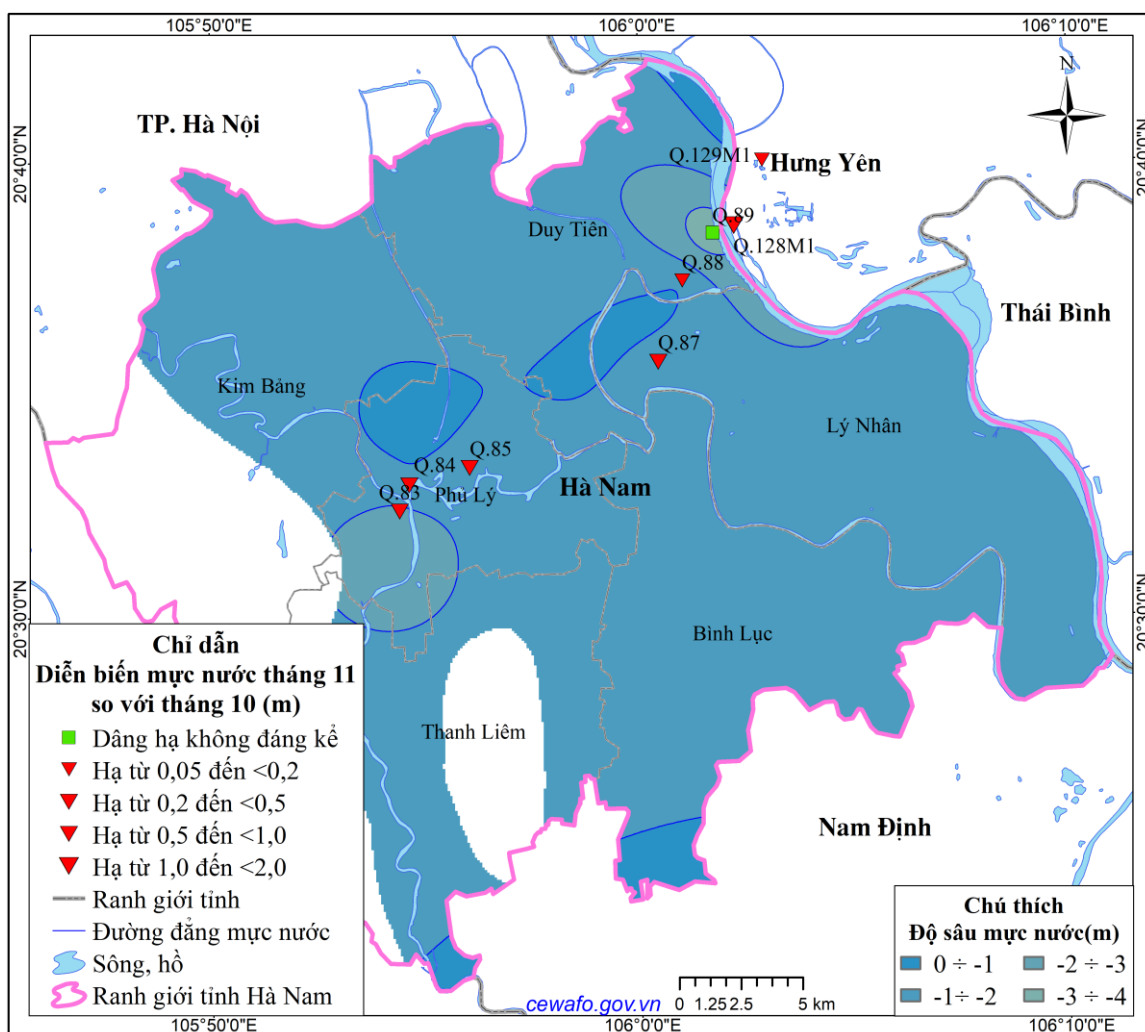 105°50'0"E
106°0'0"E
106°10'0"E
N
TP. Hà Nội
20°40'0"N
20°40'0"N
Q.129M1
Hưng Yên
Q.89
Duy Tiên
Q.128M1
Q.88
Thái Bình
Q.87
Kim Bảng
Lý Nhân
Q.85
Q.84
Hà Nam
Phủ Lý
Q.83
20°30'0"N
20°30'0"N
Bình Lục
Thanh Liêm
Nam Định
Chỉ dẫn
Diễn biến mực nước tháng 11
so với tháng 10 (m)
Dâng hạ không đáng kể
Hạ từ 0,05 đến <0,2
Hạ từ 0,2 đến <0,5
Hạ từ 0,5 đến <1,0
Hạ từ 1,0 đến <2,0
Ranh giới tỉnh
Đường đẳng mực nước
Sông, hồ
Ranh giới tỉnh Hà Nam
Chú thích
Độ sâu mực nước(m)
0 ÷ -1
-2 ÷ -3
-1÷ -2
-3 ÷ -4
cewafo.gov.vn
0 1.25 2.5 5 km
105°50'0"E
106°0'0"E
106°10'0"E